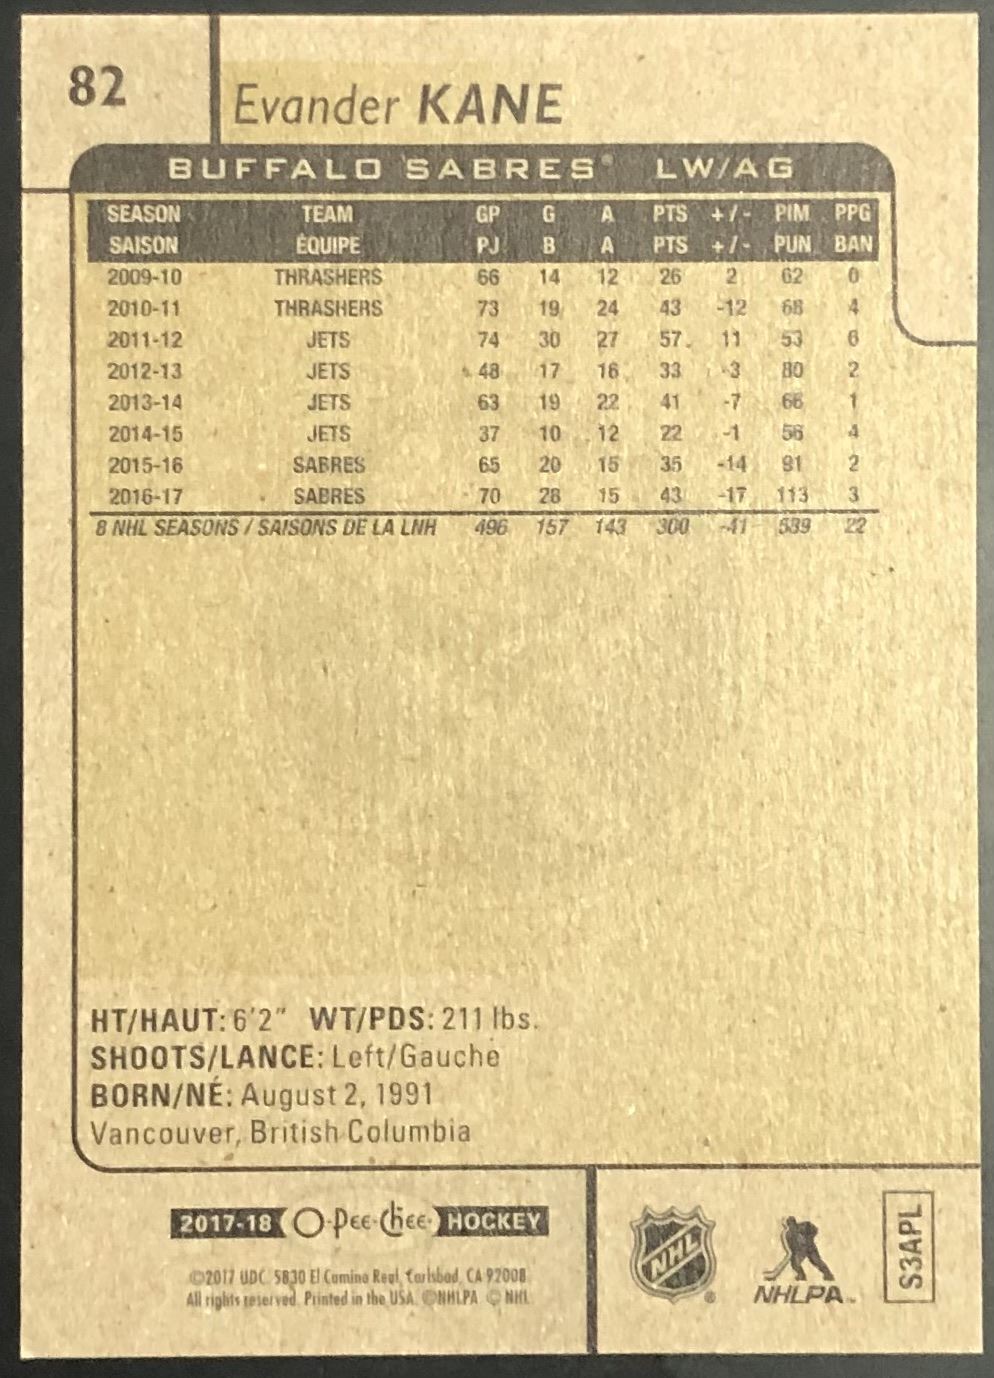 82
Evander KANE
BUFFALO SABRES® LW/AG
SEASON TEAM GP G A PTS +/- PIM PPG
SAISON ÉQUIPE PJ B A PTS +/- PUN BAN
2009-10 THRASHERS 66 14 12 26 2 62 0
2010-11 THRASHERS 73 19 24 43 -12 68 4
2011-12 JETS 74 30 27 57 11 53 6
2012-13 JETS 48 17 16 33 -3 80 2
2013-14 JETS 63 19 22 41 -7 66 1
2014-15 JETS 37 10 12 22 -1 56 4
2015-16 SABRES 65 20 15 35 -14 91 2
2016-17 SABRES 70 28 15 43 -17 113 3
8 NHL SEASONS / SAISONS DE LA LNH 496 157 143 300 -41 589 22
HT/HAUT: 6'2" WT/PDS: 211 lbs.
SHOOTS/LANCE: Left/Gauche
BORN/NÉ: August 2, 1991
Vancouver, British Columbia
2017-18 O-Pee-Chee HOCKEY
©2017 UDC. 5830 El Camino Real, Carlsbad, CA 92008
All rights reserved. Printed in the USA. ©NHLPA © NHL
NHL®
NHLPA™
S3APL